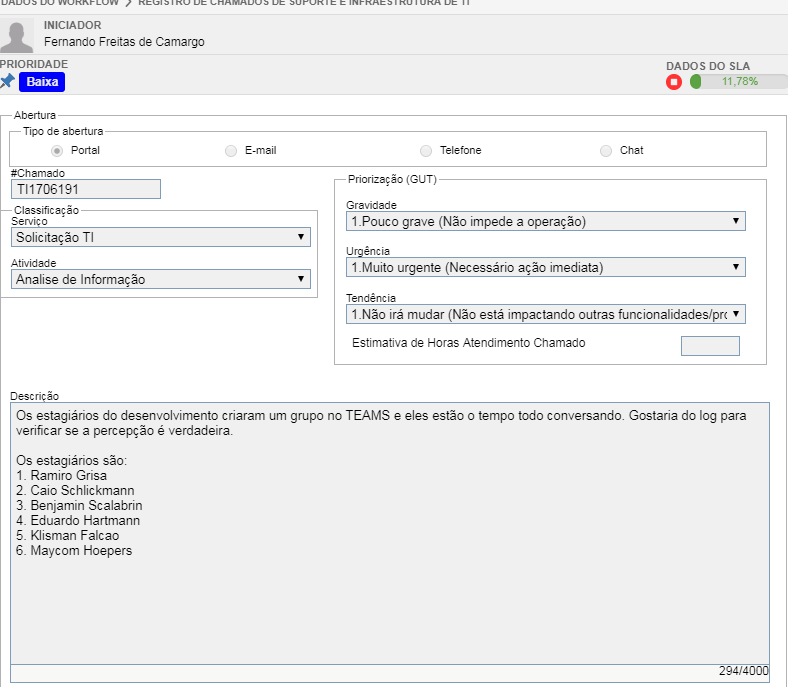 DADOS DO WORKFLOW > REGISTRO DE CHAMADOS DE SUPORTE E INFRAESTRUTURA DE TI
INICIADOR
Fernando Freitas de Camargo
PRIORIDADE
Baixa
DADOS DO SLA
11,78%
Abertura
Tipo de abertura
Portal
E-mail
Telefone
Chat
#Chamado
TI1706191
Classificação
Serviço
Solicitação TI
Atividade
Analise de Informação
Priorização (GUT)
Gravidade
1.Pouco grave (Não impede a operação)
Urgência
1.Muito urgente (Necessário ação imediata)
Tendência
1.Não irá mudar (Não está impactando outras funcionalidades/pro
Estimativa de Horas Atendimento Chamado
Descrição
Os estagiários do desenvolvimento criaram um grupo no TEAMS e eles estão o tempo todo conversando. Gostaria do log para
verificar se a percepção é verdadeira.
Os estagiários são:
1. Ramiro Grisa
2. Caio Schlickmann
3. Benjamin Scalabrin
4. Eduardo Hartmann
5. Klisman Falcao
6. Maycom Hoepers
294/4000